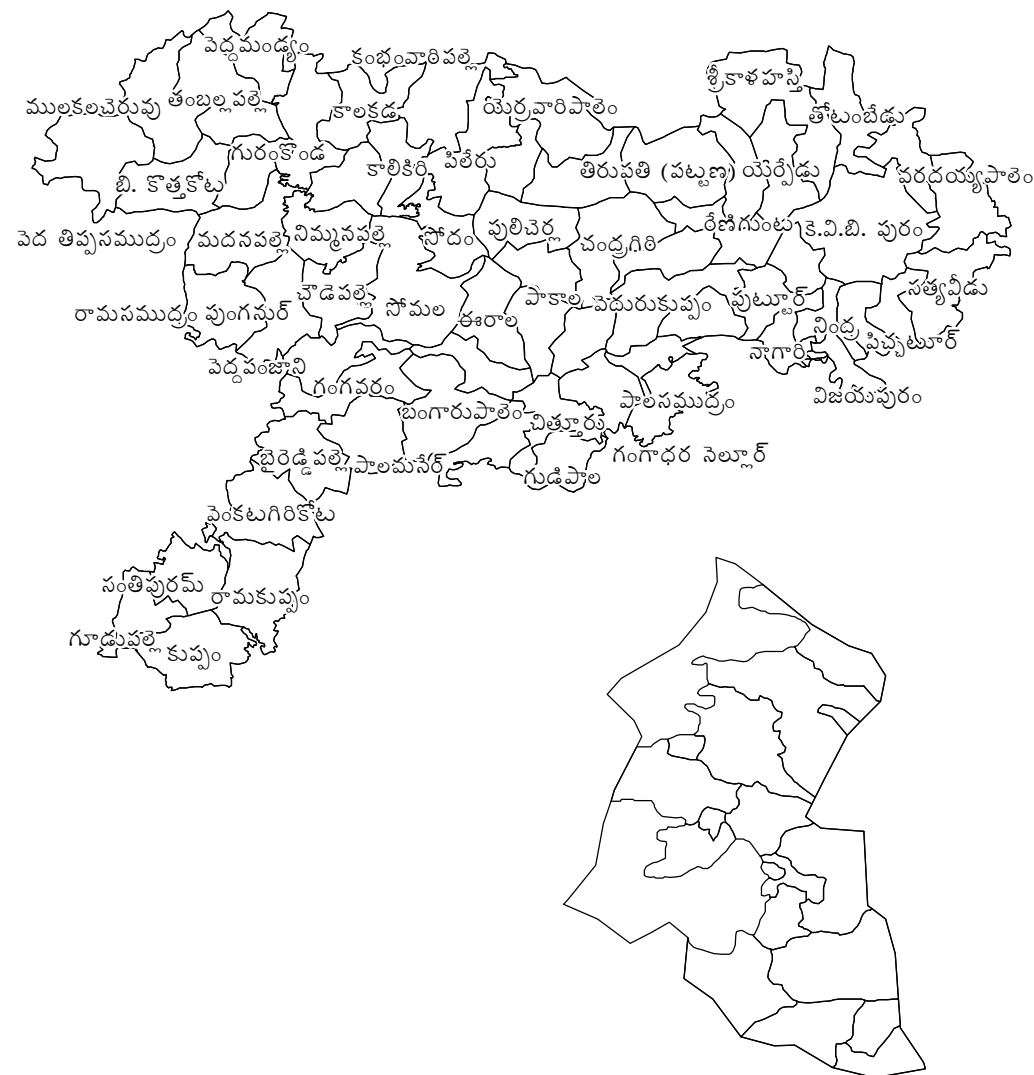 పెద్దమండ్యం
కంభంవారిపల్లె
శ్రీకాళహస్తి
ములకలచెరువు
తంబల్లపల్లె
కాలకడ
యెర్రవారిపాలెం
తోటంబేడు
గురంకొండ
కాలికిరి
పిలేరు
తిరుపతి (పట్టణ)
యేర్పేడు
వరదయ్యపాలెం
బి. కొత్తకోట
పెద తిప్పసముద్రం
మదనపల్లె
నిమ్మనపల్లె
సోదం
పులిచెర్ల
చంద్రగిరి
రేణిగుంట
కె.వి.బి. పురం
రామసముద్రం
పుంగనుర్
చౌడెపల్లె
సోమల
ఈరాల
పాకాల
వెదురుకుప్పం
పుటూర్
సత్యవీడు
నింద్ర
పిచ్చటూర్
నాగారి
విజయపురం
పెద్దపంజాని
గంగవరం
బంగారుపాలెం
చిత్తూరు
పాలసముద్రం
గంగాధర నెల్లూర్
బైరెడ్డిపల్లె
పాలమనేర్
గుడిపాల
వెంకటగిరికోట
సంతిపురమ్
రామకుప్పం
గూడుపల్లె
కుప్పం